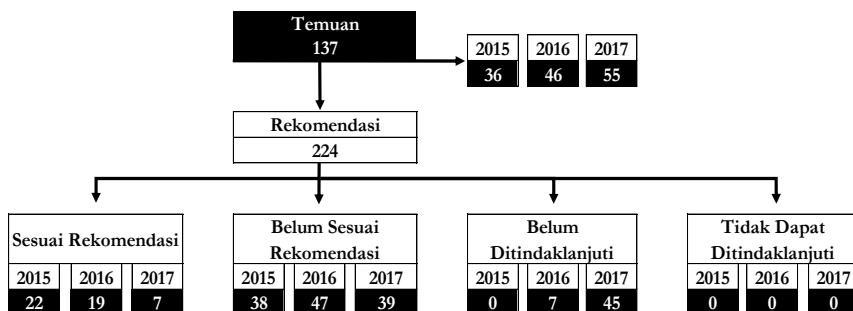 Temuan
137
2015 2016 2017
36 46 55
Rekomendasi
224
Sesuai Rekomendasi
2015 2016 2017
22 19 7
Belum Sesuai
Rekomendasi
2015 2016 2017
38 47 39
Belum
Ditindaklanjuti
2015 2016 2017
0 7 45
Tidak Dapat
Ditindaklanjuti
2015 2016 2017
0 0 0